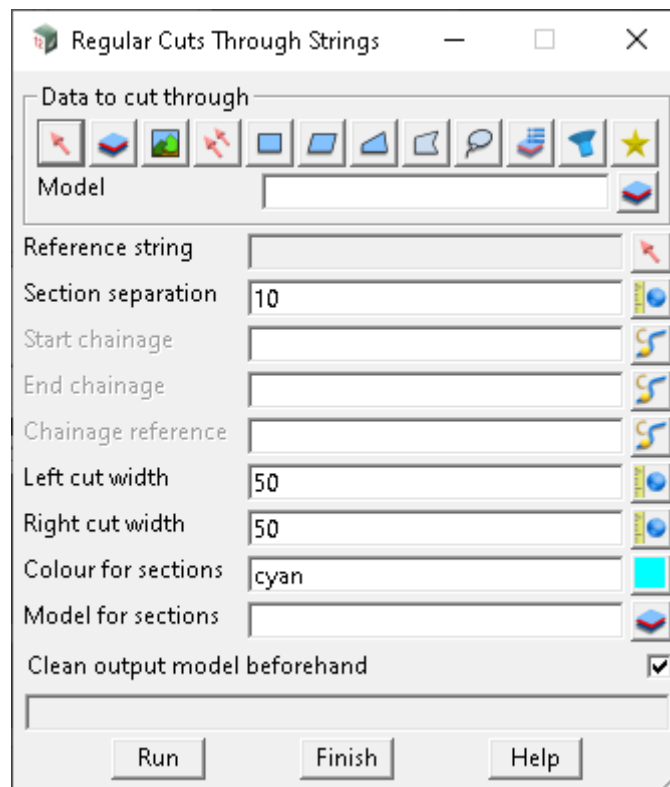 Regular Cuts Through Strings
Data to cut through
Model
Reference string
Section separation 10
Start chainage
End chainage
Chainage reference
Left cut width 50
Right cut width 50
Colour for sections cyan
Model for sections
Clean output model beforehand
Run Finish Help